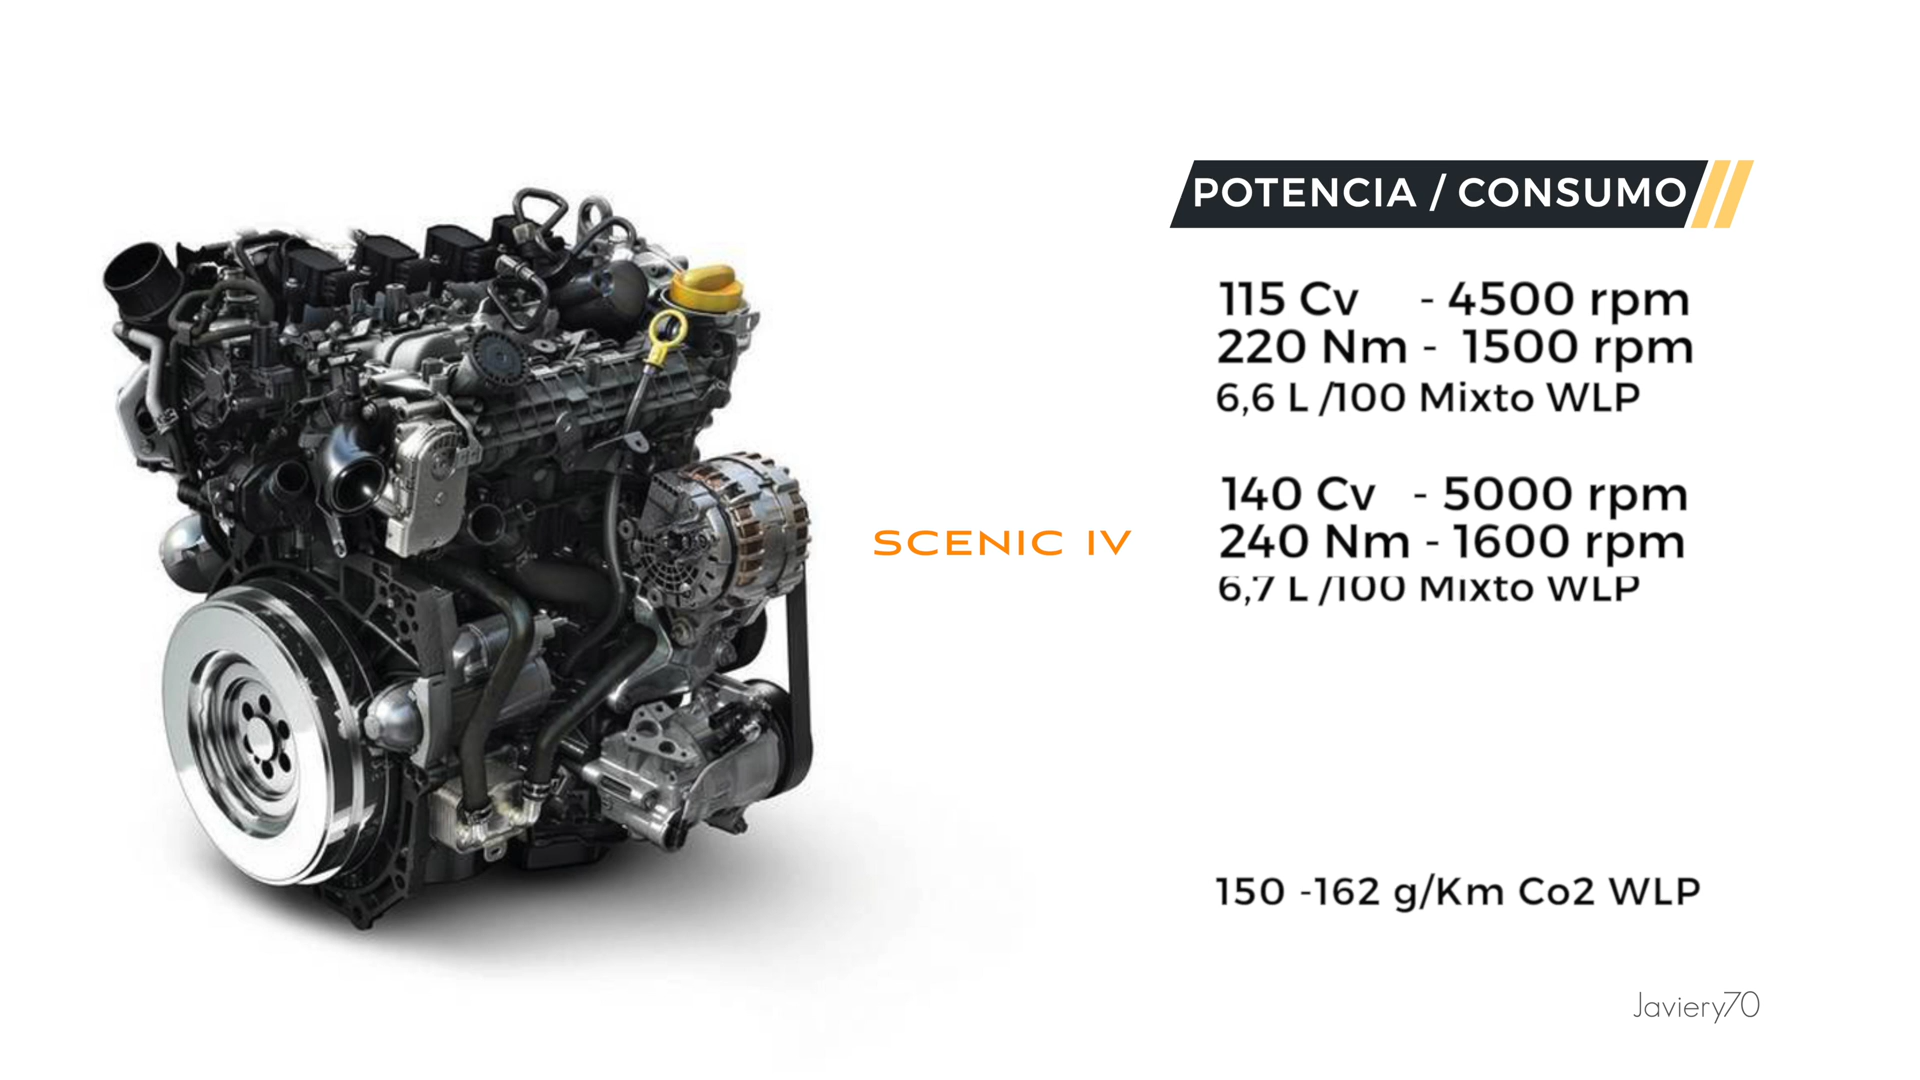 POTENCIA / CONSUMO
115 Cv - 4500 rpm
220 Nm - 1500 rpm
6,6 L /100 Mixto WLP
SCENIC IV
140 Cv - 5000 rpm
240 Nm - 1600 rpm
6,7 L /100 Mixto WLP
150 -162 g/Km Co2 WLP
Javiery70